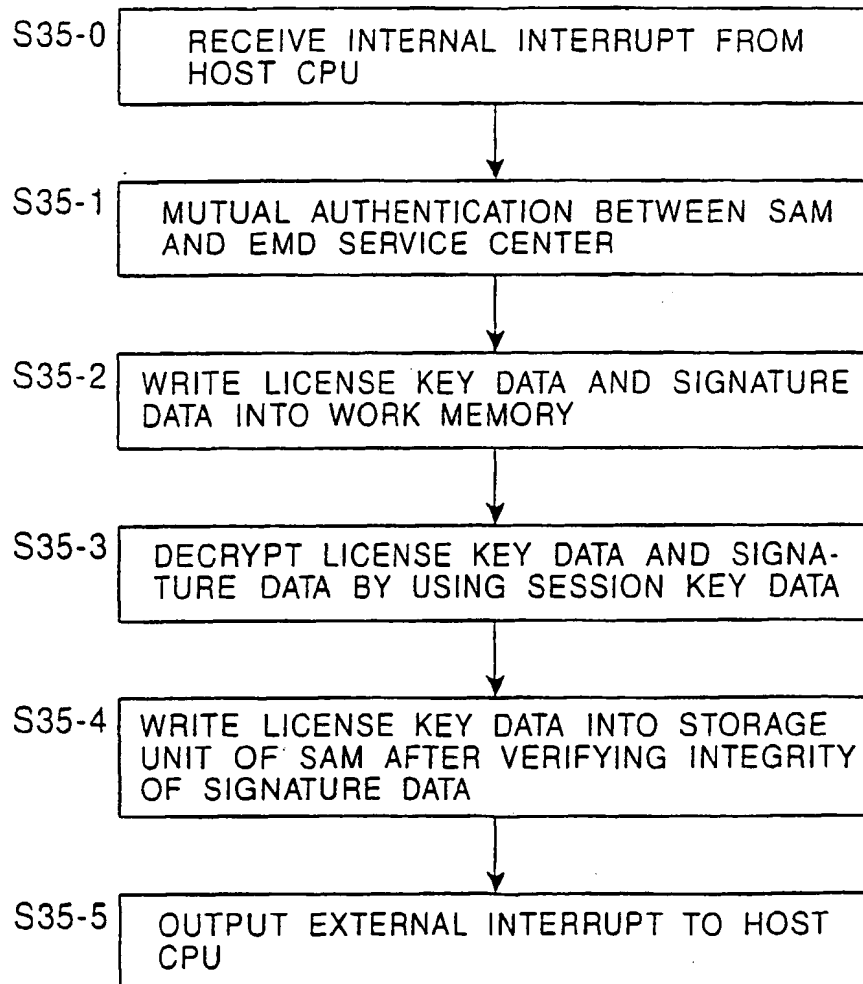 S35-0
RECEIVE INTERNAL INTERRUPT FROM
HOST CPU
S35-1
MUTUAL AUTHENTICATION BETWEEN SAM
AND EMD SERVICE CENTER
S35-2
WRITE LICENSE KEY DATA AND SIGNATURE
DATA INTO WORK MEMORY
S35-3
DECRYPT LICENSE KEY DATA AND SIGNA-
TURE DATA BY USING SESSION KEY DATA
S35-4
WRITE LICENSE KEY DATA INTO STORAGE
UNIT OF SAM AFTER VERIFYING INTEGRITY
OF SIGNATURE DATA
S35-5
OUTPUT EXTERNAL INTERRUPT TO HOST
CPU